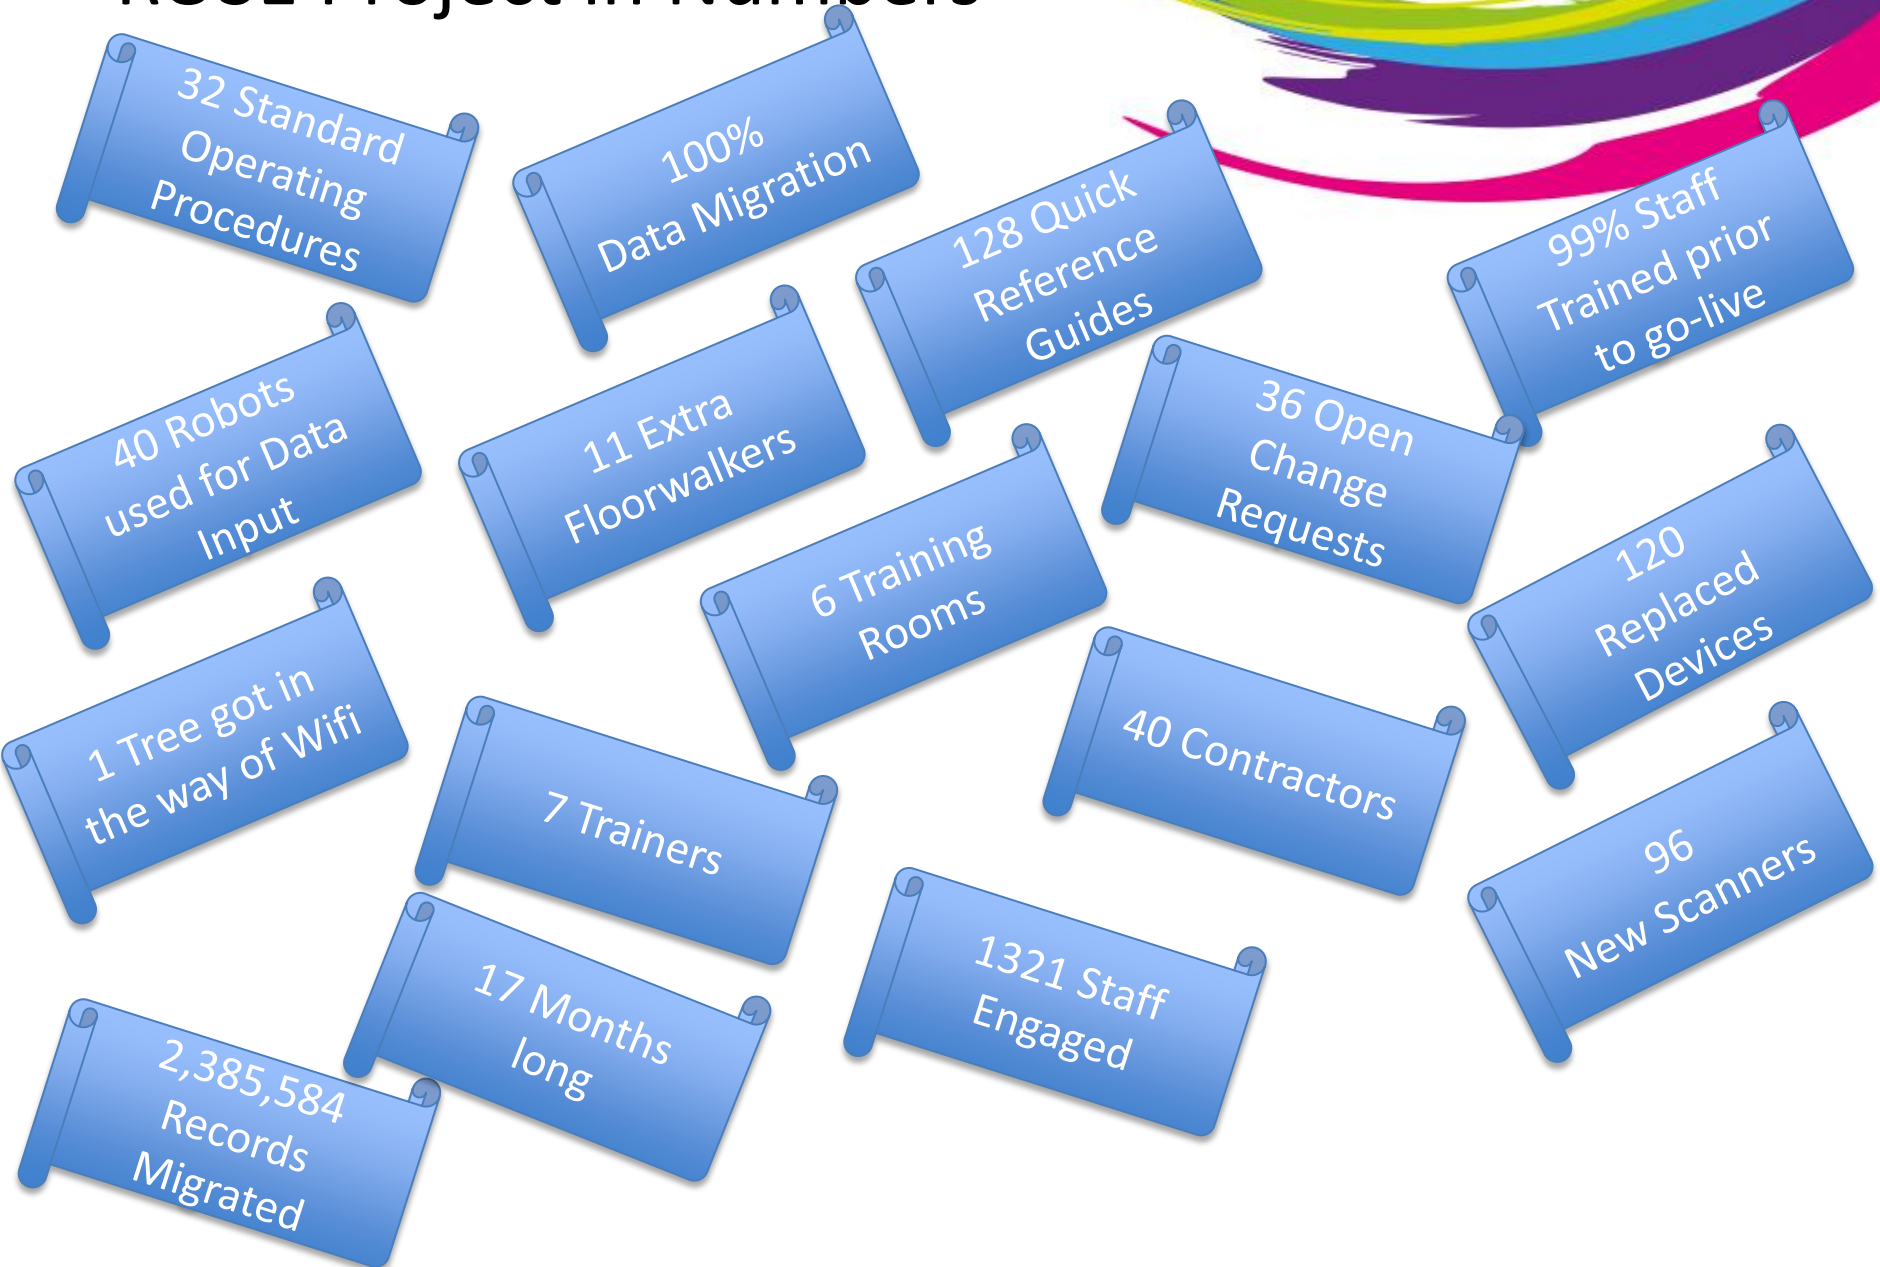 Project in Numbers
32 Standard
Operating
Procedures
100%
Data Migration
128 Quick
Reference
Guides
99% Staff
Trained prior
to go-live
40 Robots
used for Data
Input
11 Extra
Floorwalkers
36 Open
Change
Requests
6 Training
Rooms
120
Replaced
Devices
1 Tree got in
the way of Wifi
7 Trainers
40 Contractors
96
New Scanners
17 Months
long
1321 Staff
Engaged
2,385,584
Records
Migrated